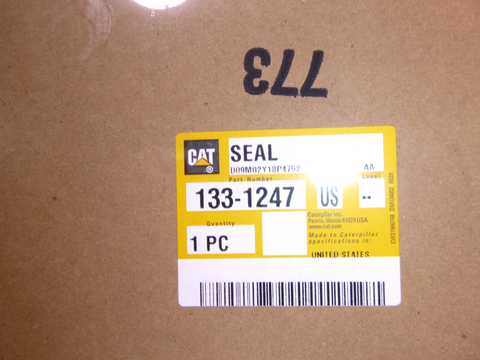 773
CAT
®
SEAL
D09M02Y18P4752
AA
Part Number
Level
133-1247
US
--
Caterpillar Inc.
Peoria, Illinois 61629 USA
www.cat.com
Quantity
1 PC
Made to Caterpillar
specifications in:
UNITED STATES